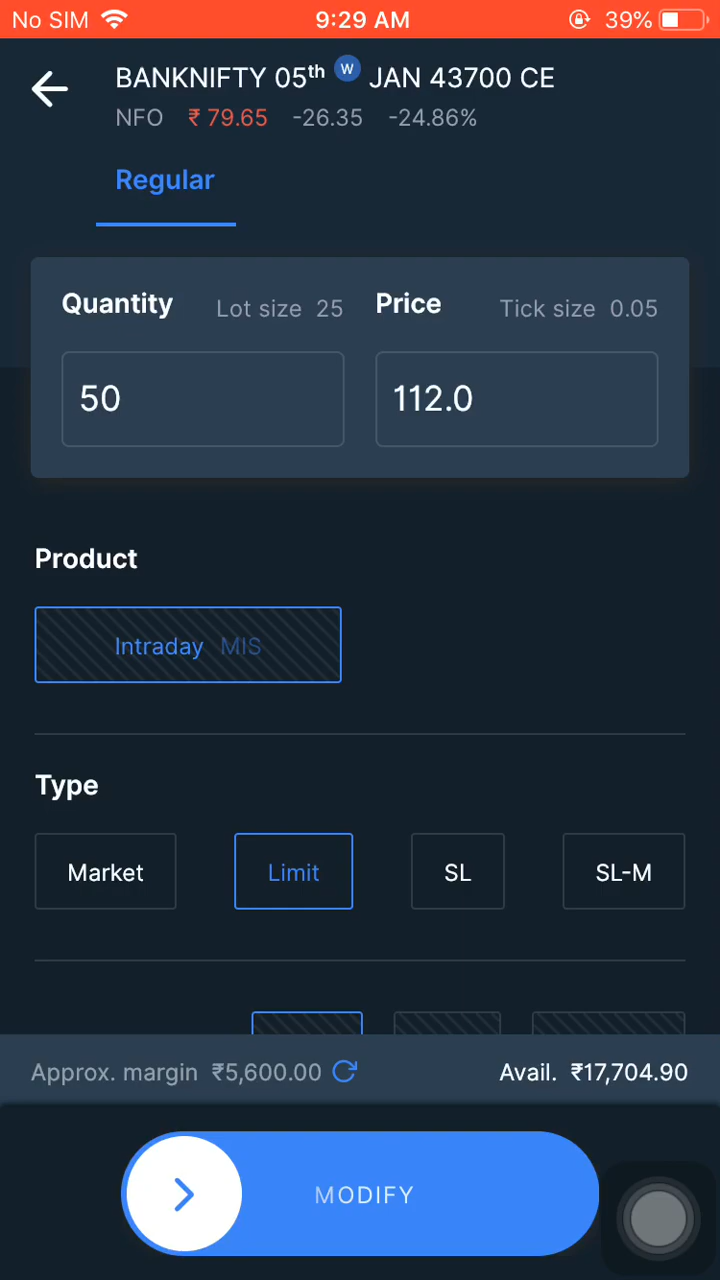 No SIM 9:29 AM 39%
BANKNIFTY 05th W JAN 43700 CE
NFO ₹ 79.65 -26.35 -24.86%
Regular
Quantity Lot size 25 Price Tick size 0.05
50 112.0
Product
Intraday MIS
Type
Market Limit SL SL-M
Approx. margin ₹5,600.00 Avail. ₹17,704.90
MODIFY